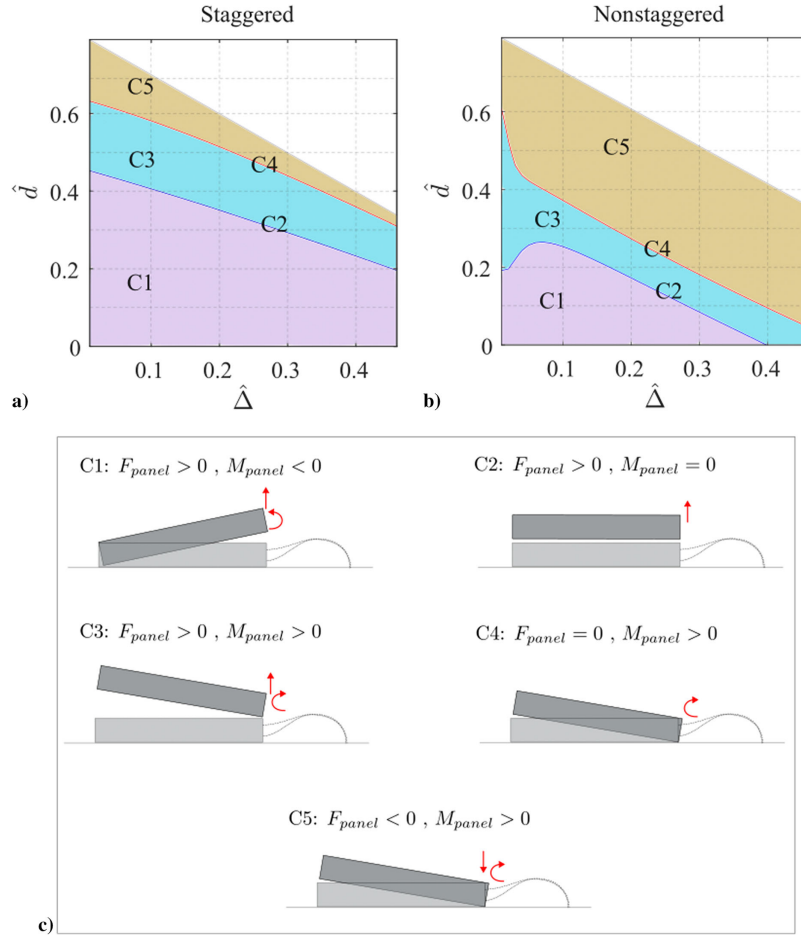 Staggered
Nonstaggered
C5
C3
C4
C2
C1
0.6
0.4
0.2
0
d̂
0.1
0.2
0.3
0.4
Δ̂
a)
C5
C3
C4
C2
C1
0.6
0.4
0.2
0
d̂
0.1
0.2
0.3
0.4
Δ̂
b)
C1: F_panel > 0 , M_panel < 0
C2: F_panel > 0 , M_panel = 0
C3: F_panel > 0 , M_panel > 0
C4: F_panel = 0 , M_panel > 0
C5: F_panel < 0 , M_panel > 0
c)